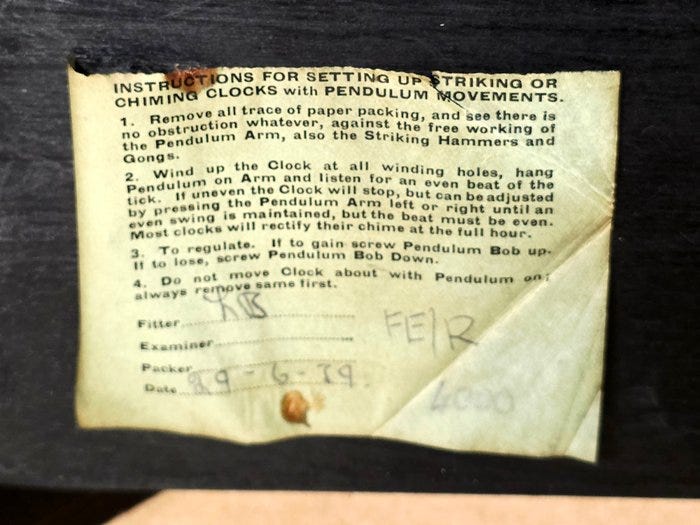 INSTRUCTIONS FOR SETTING UP STRIKING OR
CHIMING CLOCKS with PENDULUM MOVEMENTS.
1. Remove all trace of paper packing, and see there is
no obstruction whatever, against the free working of
the Pendulum Arm, also the Striking Hammers and
Gongs.
2. Wind up the Clock at all winding holes, hang
Pendulum on Arm and listen for an even beat of the
tick. If uneven the Clock will stop, but can be adjusted
by pressing the Pendulum Arm left or right until an
even swing is maintained, but the beat must be even.
Most clocks will rectify their chime at the full hour.
3. To regulate. If to gain screw Pendulum Bob up.
If to lose, screw Pendulum Bob Down.
4. Do not move Clock about with Pendulum on;
always remove same first.
Fitter
Examiner
Packer
Date 29-6-39.
FE/R
4000